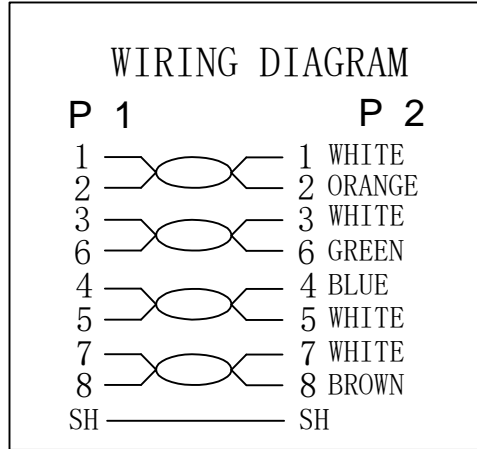 WIRING DIAGRAM
P 1 P 2
1 1 WHITE
2 2 ORANGE
3 3 WHITE
6 6 GREEN
4 4 BLUE
5 5 WHITE
7 7 WHITE
8 8 BROWN
SH SH